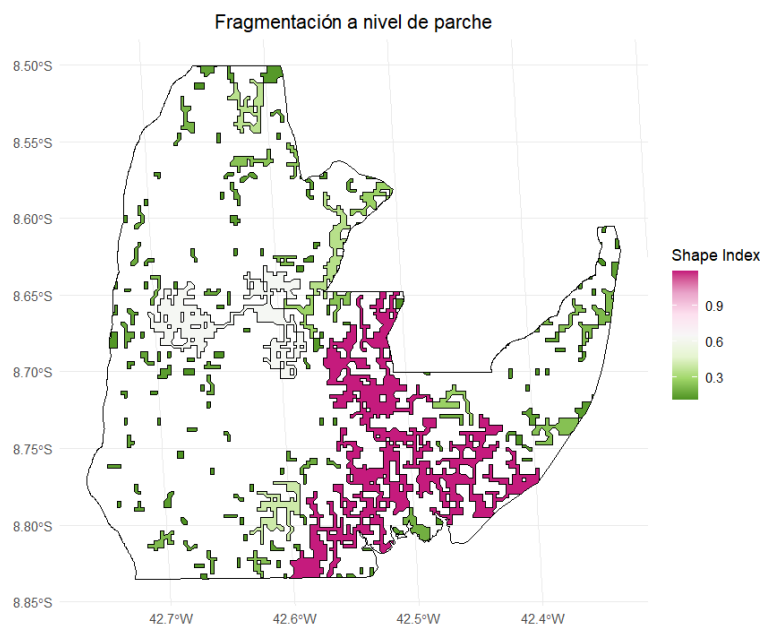 Fragmentación a nivel de parche
8.50°S
8.55°S
8.60°S
8.65°S
8.70°S
8.75°S
8.80°S
8.85°S
42.7°W
42.6°W
42.5°W
42.4°W
Shape Index
0.9
0.6
0.3